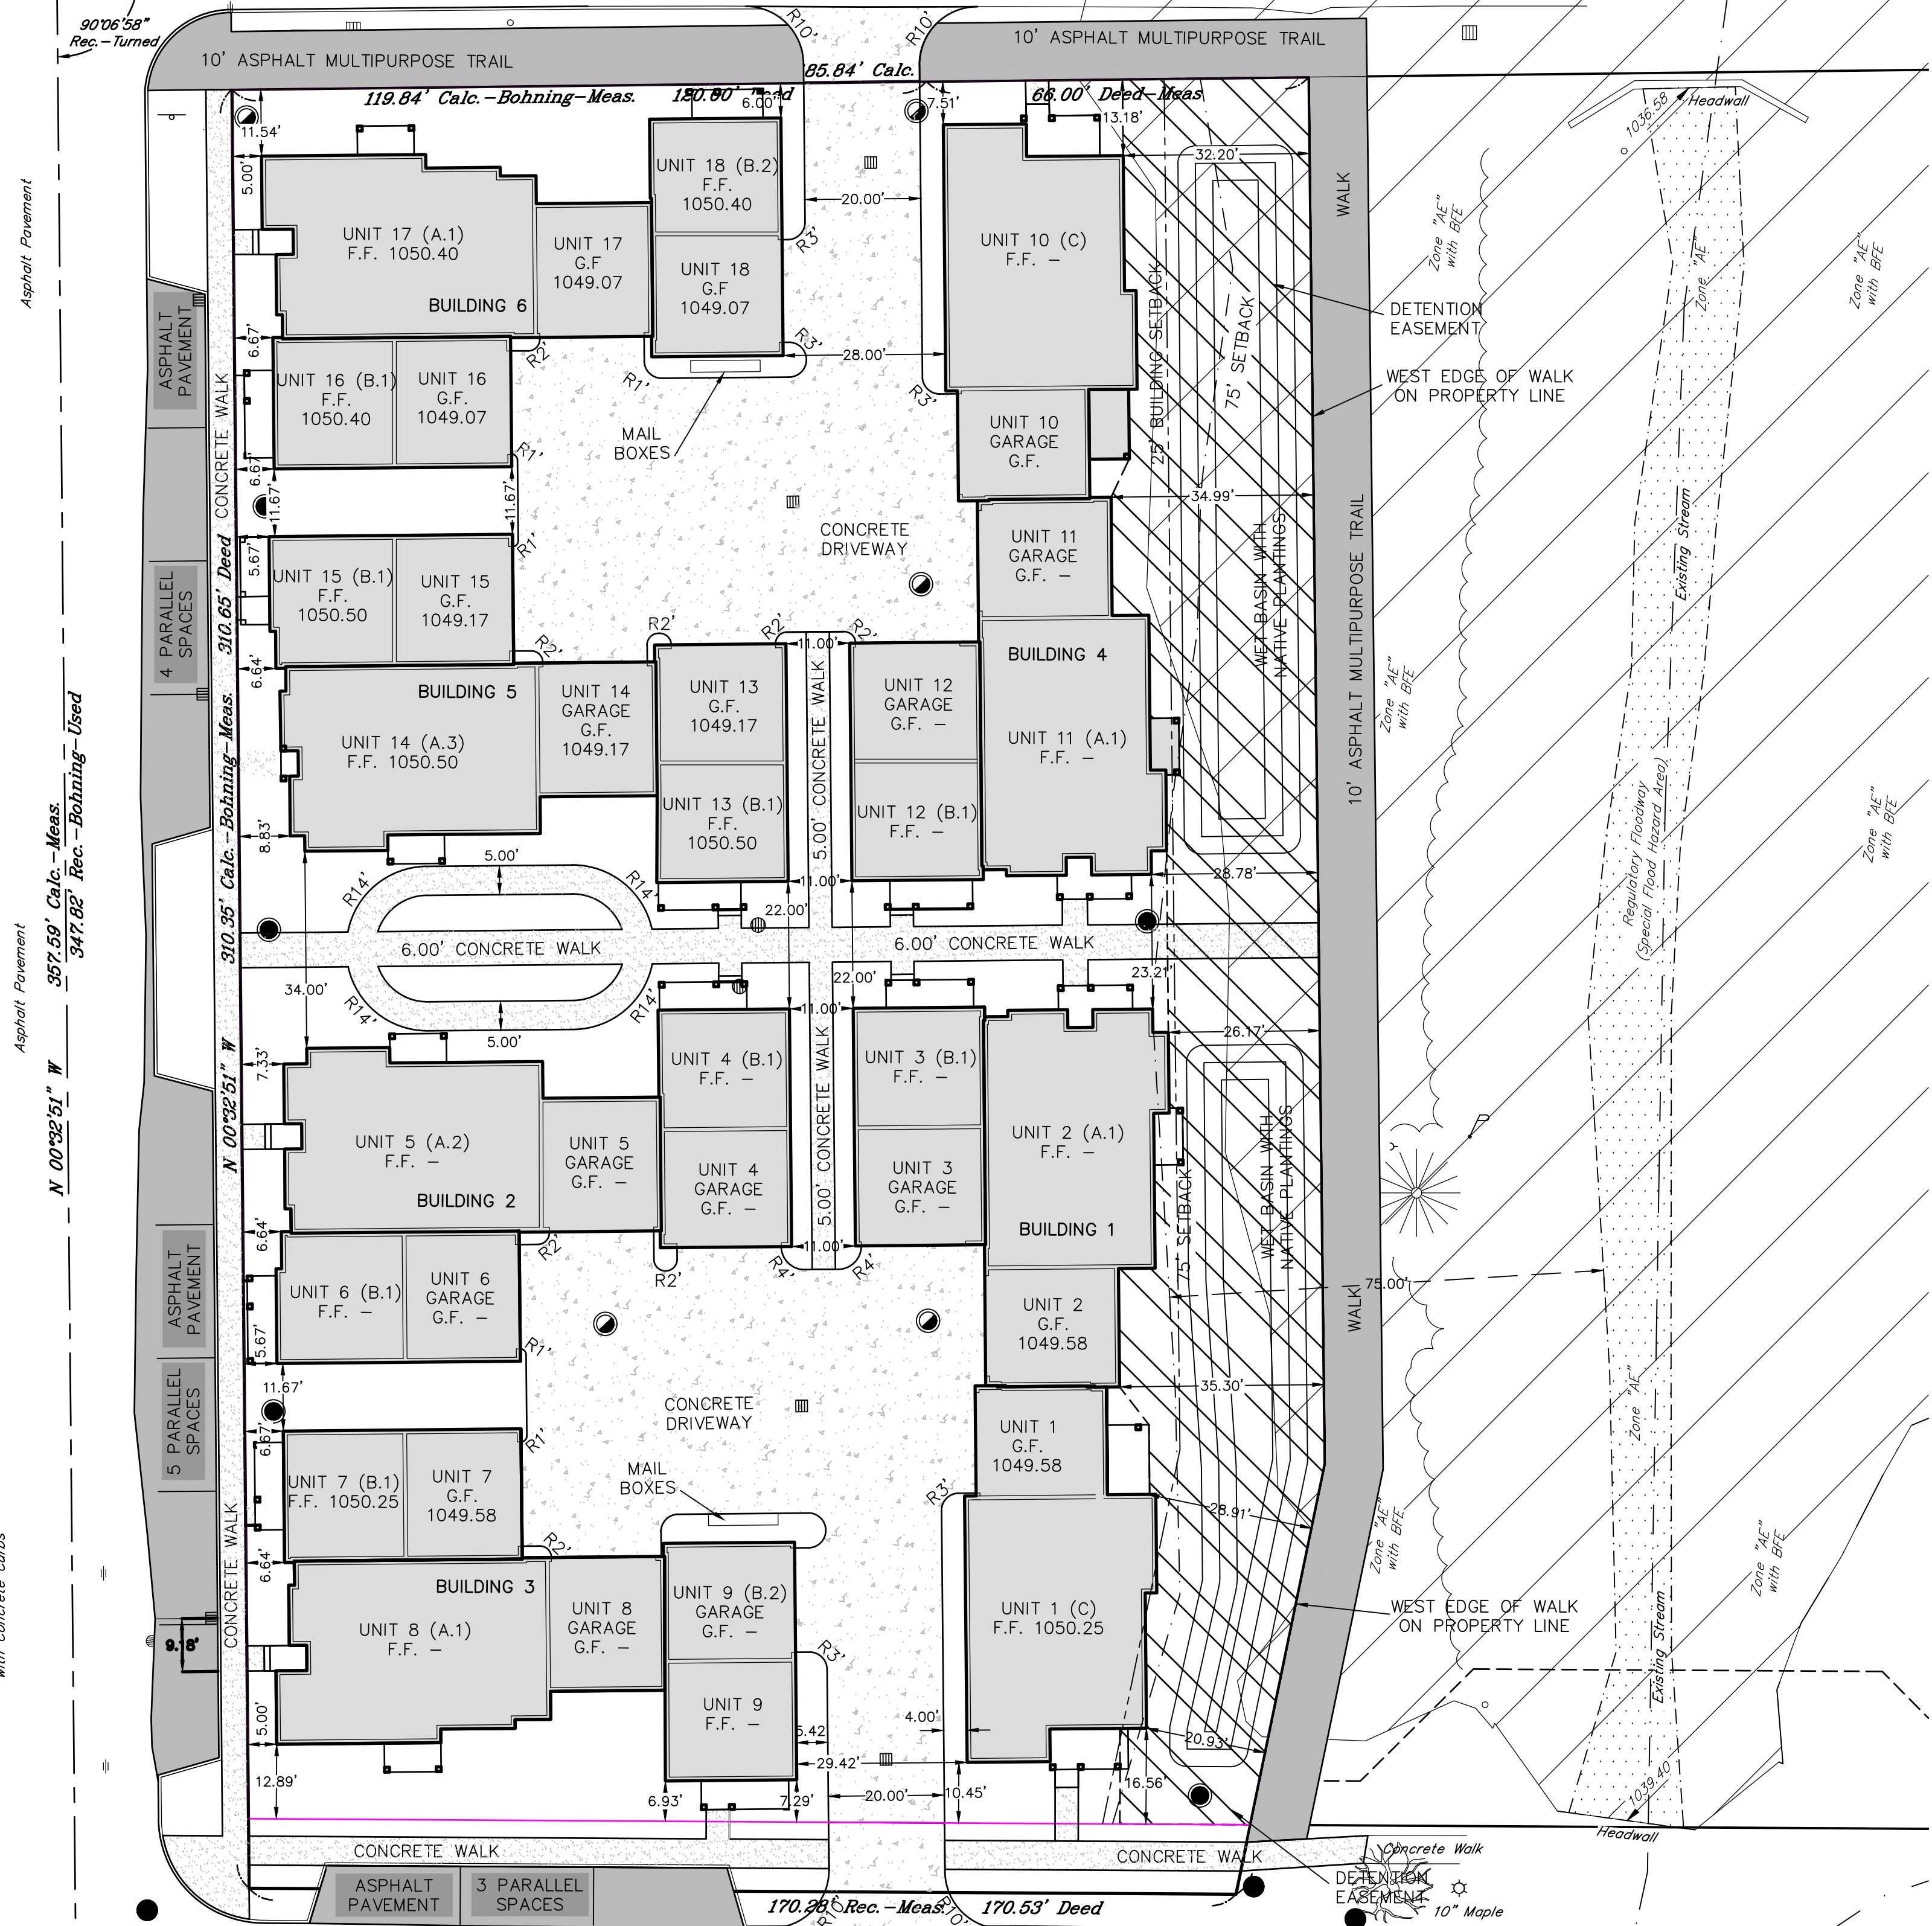 90°06'58"
Rec.–Turned
10' ASPHALT MULTIPURPOSE TRAIL
R10'
R10'
10' ASPHALT MULTIPURPOSE TRAIL
85.84' Calc.
119.84' Calc.–Bohning–Meas.
6.00'
7.51'
66.00' Deed–Meas
13.18'
11.54'
5.00'
32.20'
Headwall
1036.58
WALK
Asphalt Pavement
UNIT 18 (B.2)
F.F.
1050.40
20.00'
R3'
UNIT 17 (A.1)
F.F. 1050.40
UNIT 17
G.F
1049.07
UNIT 18
G.F
1049.07
BUILDING 6
UNIT 10 (C)
F.F. –
25' BUILDING SETBACK
75' SETBACK
DETENTION
EASEMENT
Zone "AE"
with BFE
Zone "AE"
Zone "AE"
with BFE
ASPHALT
PAVEMENT
CONCRETE WALK
6.67'
R2'
R3'
R1'
28.00'
R3'
WEST EDGE OF WALK
ON PROPERTY LINE
UNIT 16 (B.1)
F.F.
1050.40
UNIT 16
G.F.
1049.07
MAIL
BOXES
UNIT 10
GARAGE
G.F.
6.67'
R1'
11.67'
11.67'
34.99'
5.67'
R1'
CONCRETE
DRIVEWAY
UNIT 11
GARAGE
G.F. –
WET BASIN WITH
NATIVE PLANTINGS
10' ASPHALT MULTIPURPOSE TRAIL
Existing Stream
4 PARALLEL
SPACES
UNIT 15 (B.1)
F.F.
1050.50
UNIT 15
G.F.
1049.17
310.65' Deed
310.35' Calc.–Bohning–Meas.
N 00°32'51" W
6.64'
R2'
R2'
R2'
11.00'
R2'
BUILDING 5
BUILDING 4
UNIT 14 (A.3)
F.F. 1050.50
UNIT 14
GARAGE
G.F.
1049.17
UNIT 13
G.F.
1049.17
UNIT 13 (B.1)
F.F.
1050.50
5.00' CONCRETE WALK
UNIT 12
GARAGE
G.F. –
UNIT 12 (B.1)
F.F. –
UNIT 11 (A.1)
F.F. –
Zone "AE"
with BFE
Regulatory Floodway
(Special Flood Hazard Area)
Zone "AE"
with BFE
357.59' Calc.–Meas.
347.82' Rec.–Bohning–Used
N 00°32'51" W
Asphalt Pavement
8.83'
5.00'
R14'
R14'
11.00'
22.00'
28.78'
6.00' CONCRETE WALK
6.00' CONCRETE WALK
34.00'
22.00'
23.21'
R14'
R14'
5.00'
11.00'
26.17'
7.33'
UNIT 5 (A.2)
F.F. –
BUILDING 2
UNIT 5
GARAGE
G.F. –
UNIT 4 (B.1)
F.F. –
UNIT 4
GARAGE
G.F. –
5.00' CONCRETE WALK
UNIT 3 (B.1)
F.F. –
UNIT 3
GARAGE
G.F. –
UNIT 2 (A.1)
F.F. –
BUILDING 1
75' SETBACK
WET BASIN WITH
NATIVE PLANTINGS
6.64'
R2'
R2'
11.00'
R4'
R4'
75.00'
WALK
ASPHALT
PAVEMENT
UNIT 6 (B.1)
F.F. –
UNIT 6
GARAGE
G.F. –
UNIT 2
G.F.
1049.58
5.67'
R1'
11.67'
35.30'
5 PARALLEL
SPACES
6.67'
R1'
CONCRETE
DRIVEWAY
UNIT 1
G.F.
1049.58
Zone "AE"
UNIT 7 (B.1)
F.F. 1050.25
UNIT 7
G.F.
1049.58
MAIL
BOXES
R3'
28.91'
Zone "AE"
with BFE
Zone "AE"
with BFE
CONCRETE WALK
with Concrete Curbs
6.64'
R2'
BUILDING 3
UNIT 8 (A.1)
F.F. –
UNIT 8
GARAGE
G.F. –
UNIT 9 (B.2)
GARAGE
G.F. –
UNIT 1 (C)
F.F. 1050.25
WEST EDGE OF WALK
ON PROPERTY LINE
Existing Stream
9.18'
R3'
UNIT 9
F.F. –
5.00'
5.42
4.00'
20.93'
29.42'
12.89'
6.93'
7.29'
20.00'
10.45'
16.56'
1039.40
Headwall
CONCRETE WALK
CONCRETE WALK
Concrete Walk
ASPHALT
PAVEMENT
3 PARALLEL
SPACES
DETENTION
EASEMENT
170.28' Rec.–Meas.
170.53' Deed
R10'
R10'
10" Maple